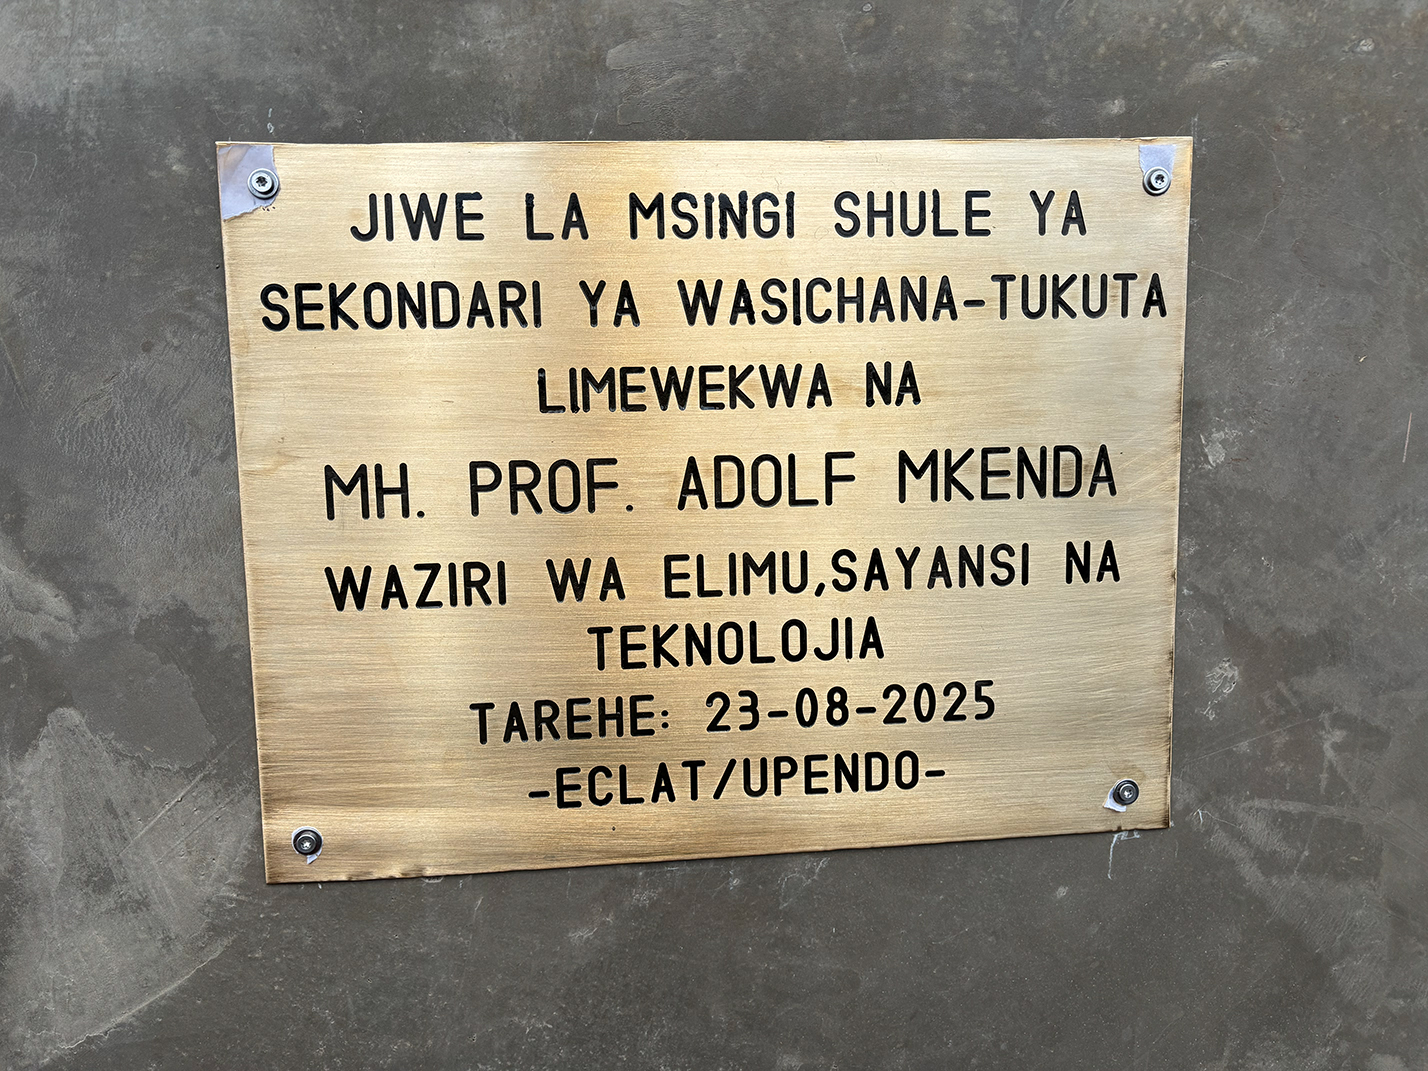 JIWE LA MSINGI SHULE YA
SEKONDARI YA WASICHANA-TUKUTA
LIMEWEKWA NA
MH. PROF. ADOLF MKENDA
WAZIRI WA ELIMU,SAYANSI NA
TEKNOLOJIA
TAREHE: 23-08-2025
-ECLAT/UPENDO-